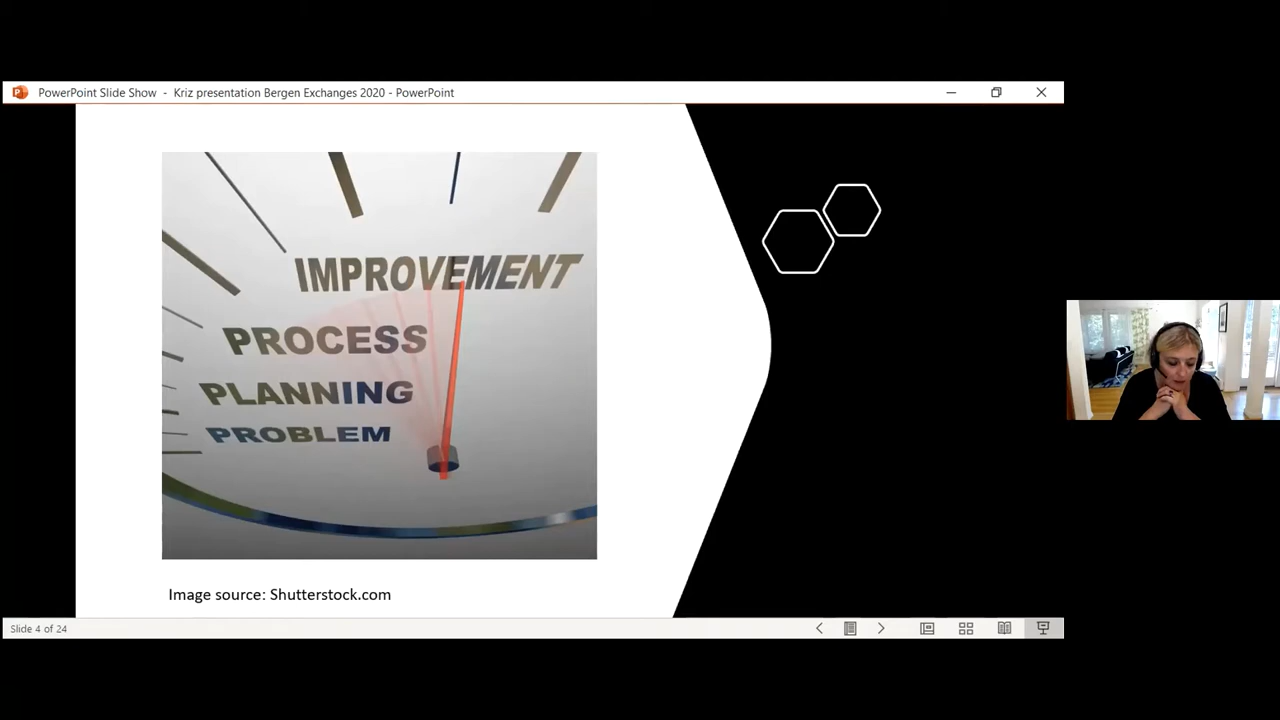 PowerPoint Slide Show - Kriz presentation Bergen Exchanges 2020 - PowerPoint
IMPROVEMENT
PROCESS
PLANNING
PROBLEM
Image source: Shutterstock.com
Slide 4 of 24